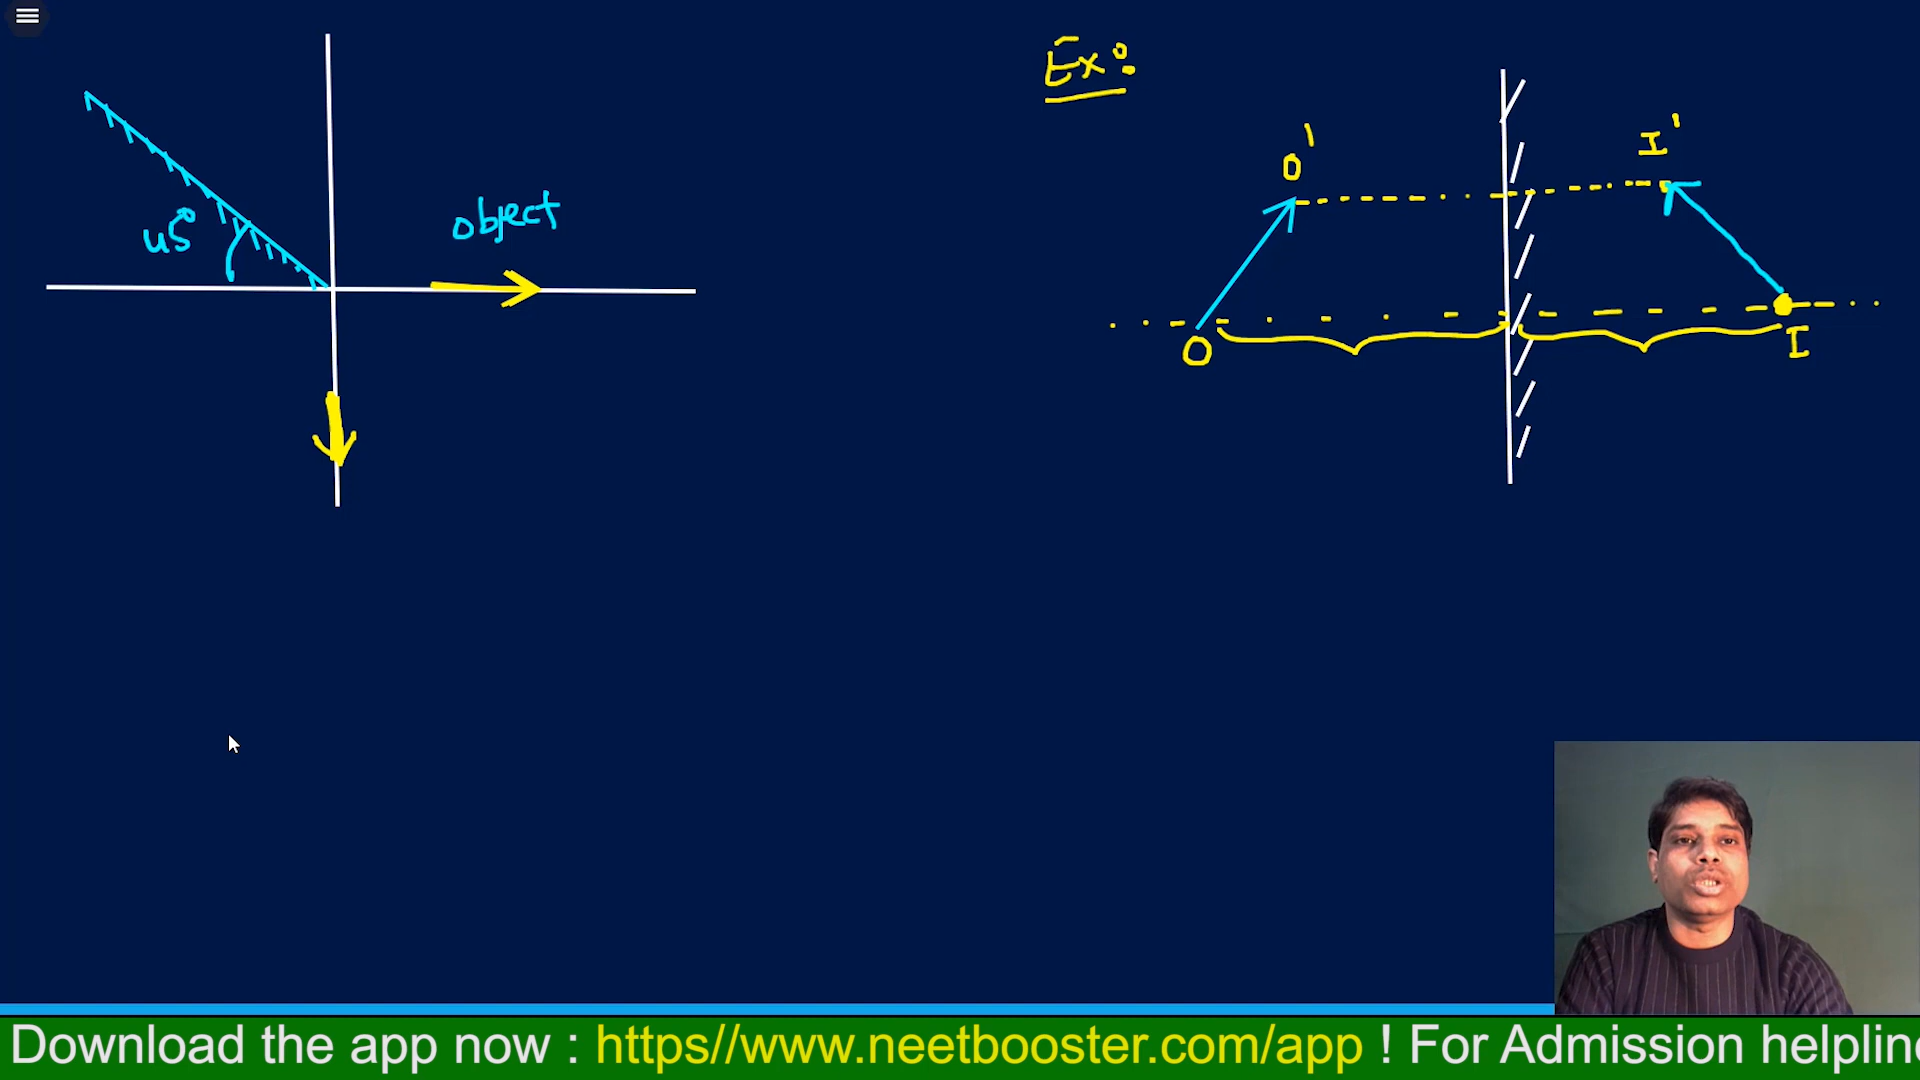 Ex:
O'
I'
45°
object
O
I
Download the app now : https//www.neetbooster.com/app ! For Admission helpline